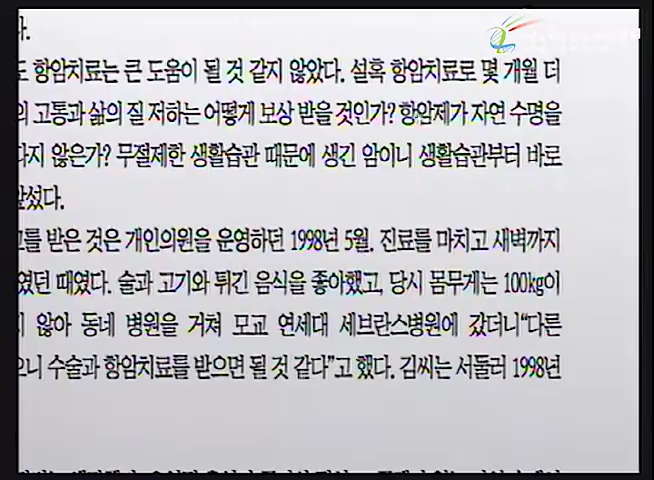 다.
도 항암치료는 큰 도움이 될 것 같지 않았다. 설혹 항암치료로 몇 개월 더
의 고통과 삶의 질 저하는 어떻게 보상 받을 것인가? 항암제가 자연 수명을
다지 않은가? 무절제한 생활습관 때문에 생긴 암이니 생활습관부터 바로
섰다.
를 받은 것은 개인의원을 운영하던 1998년 5월. 진료를 마치고 새벽까지
였던 때였다. 술과 고기와 튀긴 음식을 좋아했고, 당시 몸무게는 100kg이
지 않아 동네 병원을 거쳐 모교 연세대 세브란스병원에 갔더니“다른
으니 수술과 항암치료를 받으면 될 것 같다”고 했다. 김씨는 서둘러 1998년